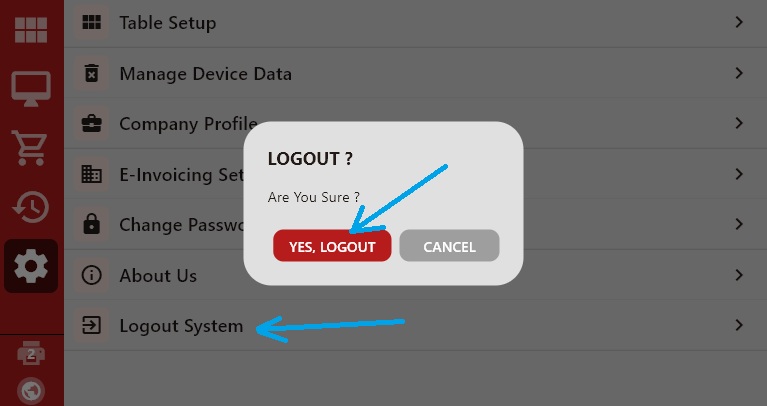 Table Setup
Manage Device Data
Company Profile
E-Invoicing Set
Change Passwo
About Us
Logout System
LOGOUT ?
Are You Sure ?
YES, LOGOUT
CANCEL
2